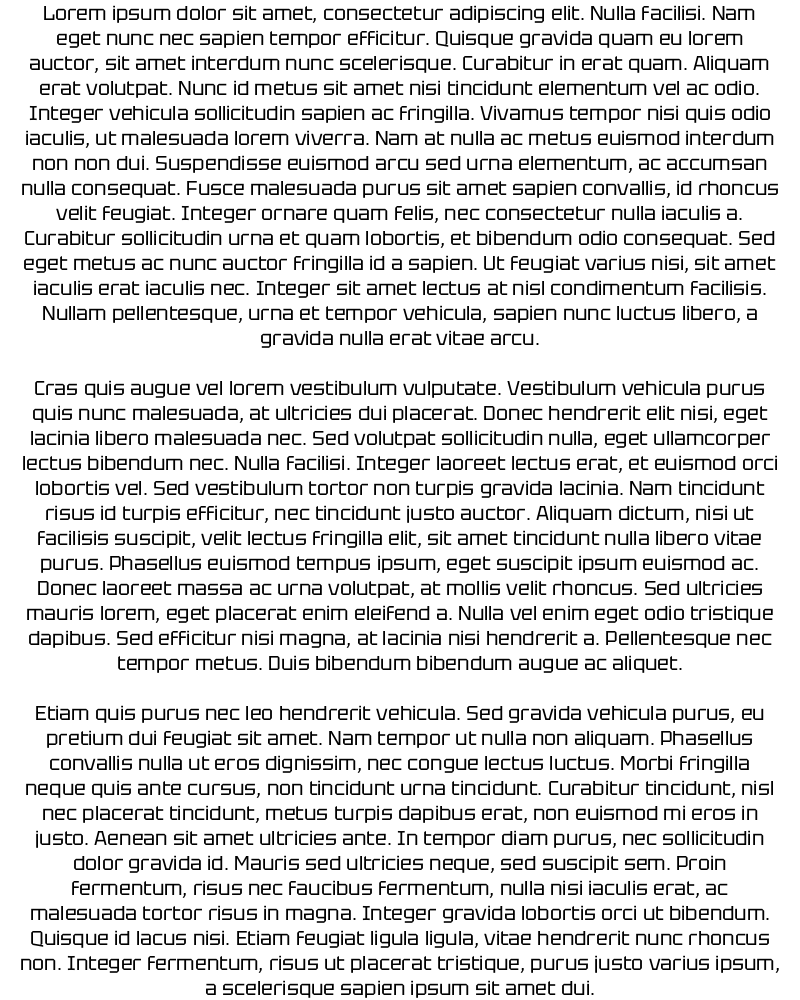 Lorem ipsum dolor sit amet, consectetur adipiscing elit. Nulla facilisi. Nam
eget nunc nec sapien tempor efficitur. Quisque gravida quam eu lorem
auctor, sit amet interdum nunc scelerisque. Curabitur in erat quam. Aliquam
erat volutpat. Nunc id metus sit amet nisi tincidunt elementum vel ac odio.
Integer vehicula sollicitudin sapien ac fringilla. Vivamus tempor nisi quis odio
iaculis, ut malesuada lorem viverra. Nam at nulla ac metus euismod interdum
non non dui. Suspendisse euismod arcu sed urna elementum, ac accumsan
nulla consequat. Fusce malesuada purus sit amet sapien convallis, id rhoncus
velit feugiat. Integer ornare quam felis, nec consectetur nulla iaculis a.
Curabitur sollicitudin urna et quam lobortis, et bibendum odio consequat. Sed
eget metus ac nunc auctor fringilla id a sapien. Ut feugiat varius nisi, sit amet
iaculis erat iaculis nec. Integer sit amet lectus at nisl condimentum facilisis.
Nullam pellentesque, urna et tempor vehicula, sapien nunc luctus libero, a
gravida nulla erat vitae arcu.

Cras quis augue vel lorem vestibulum vulputate. Vestibulum vehicula purus
quis nunc malesuada, at ultricies dui placerat. Donec hendrerit elit nisi, eget
lacinia libero malesuada nec. Sed volutpat sollicitudin nulla, eget ullamcorper
lectus bibendum nec. Nulla facilisi. Integer laoreet lectus erat, et euismod orci
lobortis vel. Sed vestibulum tortor non turpis gravida lacinia. Nam tincidunt
risus id turpis efficitur, nec tincidunt justo auctor. Aliquam dictum, nisi ut
facilisis suscipit, velit lectus fringilla elit, sit amet tincidunt nulla libero vitae
purus. Phasellus euismod tempus ipsum, eget suscipit ipsum euismod ac.
Donec laoreet massa ac urna volutpat, at mollis velit rhoncus. Sed ultricies
mauris lorem, eget placerat enim eleifend a. Nulla vel enim eget odio tristique
dapibus. Sed efficitur nisi magna, at lacinia nisi hendrerit a. Pellentesque nec
tempor metus. Duis bibendum bibendum augue ac aliquet.

Etiam quis purus nec leo hendrerit vehicula. Sed gravida vehicula purus, eu
pretium dui feugiat sit amet. Nam tempor ut nulla non aliquam. Phasellus
convallis nulla ut eros dignissim, nec congue lectus luctus. Morbi fringilla
neque quis ante cursus, non tincidunt urna tincidunt. Curabitur tincidunt, nisl
nec placerat tincidunt, metus turpis dapibus erat, non euismod mi eros in
justo. Aenean sit amet ultricies ante. In tempor diam purus, nec sollicitudin
dolor gravida id. Mauris sed ultricies neque, sed suscipit sem. Proin
fermentum, risus nec faucibus fermentum, nulla nisi iaculis erat, ac
malesuada tortor risus in magna. Integer gravida lobortis orci ut bibendum.
Quisque id lacus nisi. Etiam feugiat ligula ligula, vitae hendrerit nunc rhoncus
non. Integer fermentum, risus ut placerat tristique, purus justo varius ipsum,
a scelerisque sapien ipsum sit amet dui.